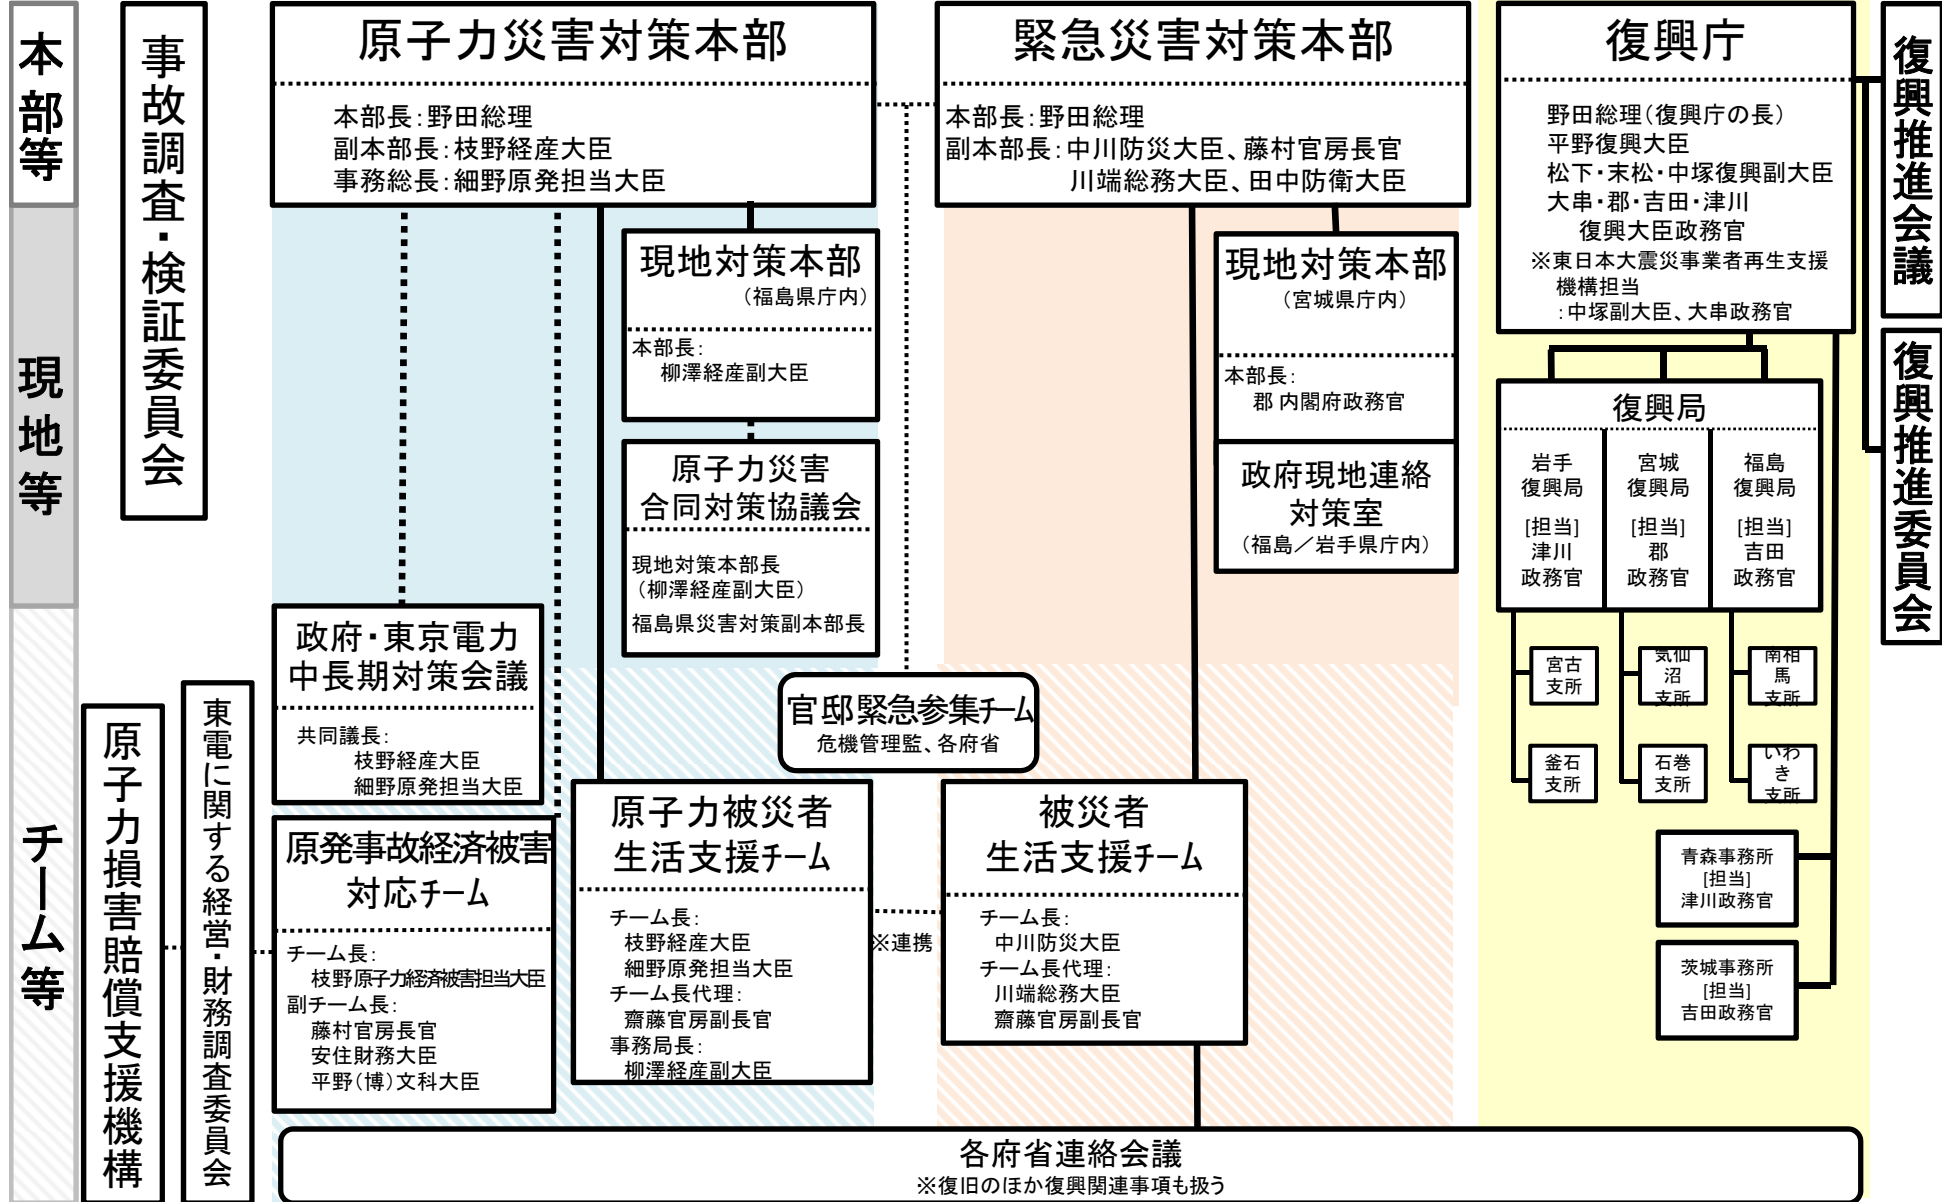 本部等
現地等
チーム等
事故調査・検証委員会
原子力損害賠償支援機構
東電に関する経営・財務調査委員会
原子力災害対策本部
本部長：野田総理
副本部長：枝野経産大臣
事務総長：細野原発担当大臣
現地対策本部
（福島県庁内）
本部長：
柳澤経産副大臣
原子力災害
合同対策協議会
現地対策本部長
（柳澤経産副大臣）
福島県災害対策副本部長
政府・東京電力
中長期対策会議
共同議長：
枝野経産大臣
細野原発担当大臣
原発事故経済被害
対応チーム
チーム長：
枝野原子力経済被害担当大臣
副チーム長：
藤村官房長官
安住財務大臣
平野（博）文科大臣
原子力被災者
生活支援チーム
チーム長：
枝野経産大臣
細野原発担当大臣
チーム長代理：
齋藤官房副長官
事務局長：
柳澤経産副大臣
※連携
官邸緊急参集チーム
危機管理監、各府省
緊急災害対策本部
本部長：野田総理
副本部長：中川防災大臣、藤村官房長官
川端総務大臣、田中防衛大臣
現地対策本部
（宮城県庁内）
本部長：
郡 内閣府政務官
政府現地連絡
対策室
（福島／岩手県庁内）
被災者
生活支援チーム
チーム長：
中川防災大臣
チーム長代理：
川端総務大臣
齋藤官房副長官
復興庁
野田総理（復興庁の長）
平野復興大臣
松下・末松・中塚復興副大臣
大串・郡・吉田・津川
復興大臣政務官
※東日本大震災事業者再生支援
機構担当
：中塚副大臣、大串政務官
復興推進会議
復興推進委員会
復興局
岩手
復興局
[担当]
津川
政務官
宮城
復興局
[担当]
郡
政務官
福島
復興局
[担当]
吉田
政務官
宮古
支所
釜石
支所
気仙
沼
支所
石巻
支所
南相
馬
支所
いわ
き
支所
青森事務所
[担当]
津川政務官
茨城事務所
[担当]
吉田政務官
各府省連絡会議
※復旧のほか復興関連事項も扱う